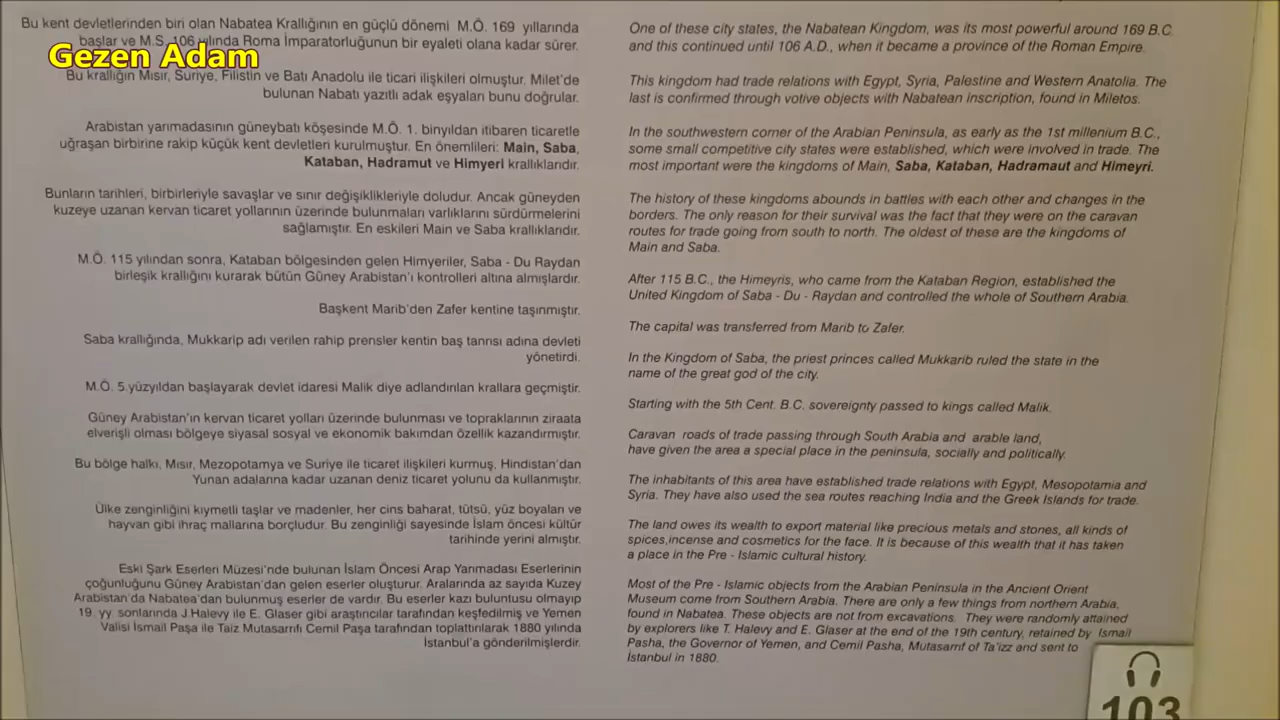 Bu kent devletlerinden biri olan Nabatea Krallığının en güçlü dönemi M.Ö. 169 yıllarında
başlar ve M.S. 106 yılında Roma İmparatorluğunun bir eyaleti olana kadar sürer.
Gezen Adam
Bu krallığın Mısır, Suriye, Filistin ve Batı Anadolu ile ticari ilişkileri olmuştur. Milet'de
bulunan Nabatı yazıtlı adak eşyaları bunu doğrular.
Arabistan yarımadasının güneybatı köşesinde M.Ö. 1. binyıldan itibaren ticaretle
uğraşan birbirine rakip küçük kent devletleri kurulmuştur. En önemlileri: Main, Saba,
Kataban, Hadramut ve Himyeri krallıklarıdır.
Bunların tarihleri, birbirleriyle savaşlar ve sınır değişiklikleriyle doludur. Ancak güneyden
kuzeye uzanan kervan ticaret yollarının üzerinde bulunmaları varlıklarını sürdürmelerini
sağlamıştır. En eskileri Main ve Saba krallıklarıdır.
M.Ö. 115 yılından sonra, Kataban bölgesinden gelen Himyeriler, Saba - Du Raydan
birleşik krallığını kurarak bütün Güney Arabistan'ı kontrolleri altına almışlardır.
Başkent Marib'den Zafer kentine taşınmıştır.
Saba krallığında, Mukkarip adı verilen rahip prensler kentin baş tanrısı adına devleti
yönetirdi.
M.Ö. 5.yüzyıldan başlayarak devlet idaresi Malik diye adlandırılan krallara geçmiştir.
Güney Arabistan'ın kervan ticaret yolları üzerinde bulunması ve topraklarının ziraata
elverişli olması bölgeye siyasal sosyal ve ekonomik bakımdan özellik kazandırmıştır.
Bu bölge halkı, Mısır, Mezopotamya ve Suriye ile ticaret ilişkileri kurmuş, Hindistan'dan
Yunan adalarına kadar uzanan deniz ticaret yolunu da kullanmıştır.
Ülke zenginliğini kıymetli taşlar ve madenler, her cins baharat, tütsü, yüz boyaları ve
hayvan gibi ihraç mallarına borçludur. Bu zenginliği sayesinde İslam öncesi kültür
tarihinde yerini almıştır.
Eski Şark Eserleri Müzesi'nde bulunan İslam Öncesi Arap Yarımadası Eserlerinin
çoğunluğunu Güney Arabistan'dan gelen eserler oluşturur. Aralarında az sayıda Kuzey
Arabistan'da Nabatea'dan bulunmuş eserler de vardır. Bu eserler kazı buluntusu olmayıp
19. yy. sonlarında J.Halevy ile E. Glaser gibi araştırıcılar tarafından keşfedilmiş ve Yemen
Valisi İsmail Paşa ile Taiz Mutasarrıfı Cemil Paşa tarafından toplattırılarak 1880 yılında
İstanbul'a gönderilmişlerdir.
One of these city states, the Nabatean Kingdom, was its most powerful around 169 B.C.
and this continued until 106 A.D., when it became a province of the Roman Empire.
This kingdom had trade relations with Egypt, Syria, Palestine and Western Anatolia. The
last is confirmed through votive objects with Nabatean inscription, found in Miletos.
In the southwestern corner of the Arabian Peninsula, as early as the 1st millenium B.C.,
some small competitive city states were established, which were involved in trade. The
most important were the kingdoms of Main, Saba, Kataban, Hadramaut and Himeyri.
The history of these kingdoms abounds in battles with each other and changes in the
borders. The only reason for their survival was the fact that they were on the caravan
routes for trade going from south to north. The oldest of these are the kingdoms of
Main and Saba.
After 115 B.C., the Himeyris, who came from the Kataban Region, established the
United Kingdom of Saba - Du - Raydan and controlled the whole of Southern Arabia.
The capital was transferred from Marib to Zafer.
In the Kingdom of Saba, the priest princes called Mukkarib ruled the state in the
name of the great god of the city.
Starting with the 5th Cent. B.C. sovereignty passed to kings called Malik.
Caravan roads of trade passing through South Arabia and arable land,
have given the area a special place in the peninsula, socially and politically.
The inhabitants of this area have established trade relations with Egypt, Mesopotamia and
Syria. They have also used the sea routes reaching India and the Greek Islands for trade.
The land owes its wealth to export material like precious metals and stones, all kinds of
spices,incense and cosmetics for the face. It is because of this wealth that it has taken
a place in the Pre - Islamic cultural history.
Most of the Pre - Islamic objects from the Arabian Peninsula in the Ancient Orient
Museum come from Southern Arabia. There are only a few things from northern Arabia,
found in Nabatea. These objects are not from excavations. They were randomly attained
by explorers like T. Halevy and E. Glaser at the end of the 19th century, retained by Ismail
Pasha, the Governor of Yemen, and Cemil Pasha, Mutasarrıf of Ta'izz and sent to
İstanbul in 1880.
103